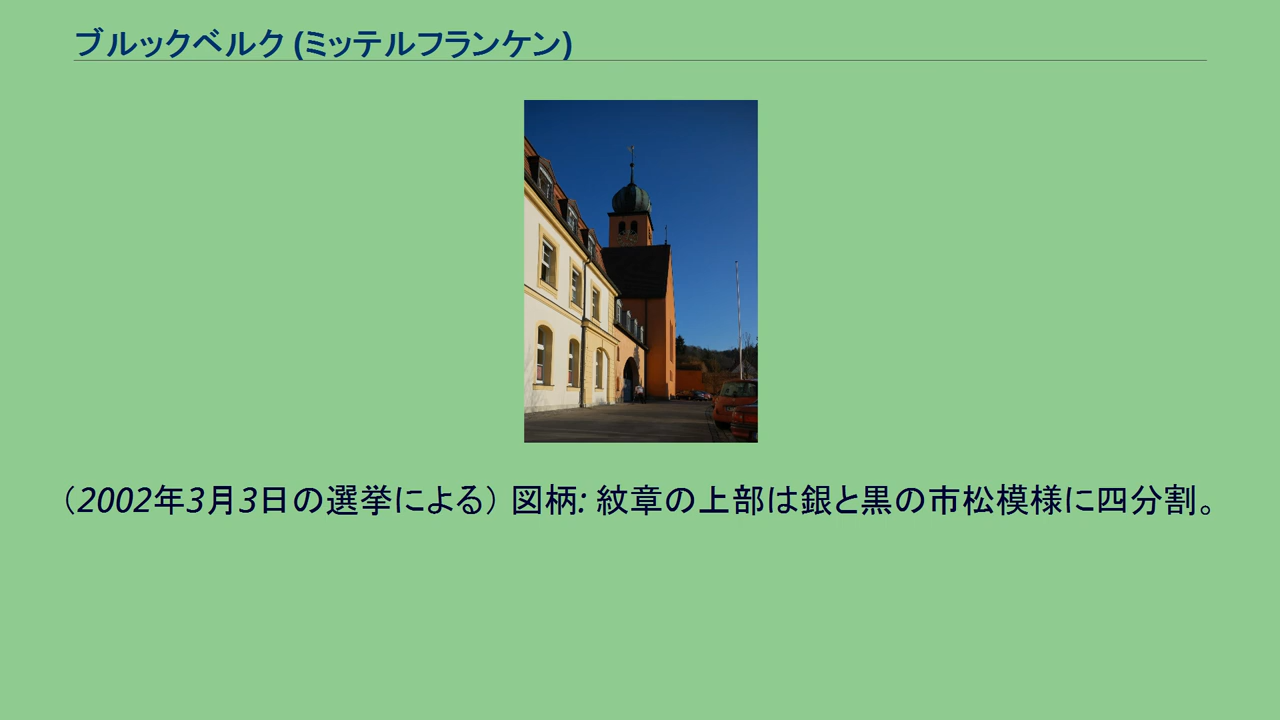 ブルックベルク (ミッテルフランケン)
（2002年3月3日の選挙による） 図柄: 紋章の上部は銀と黒の市松模様に四分割。